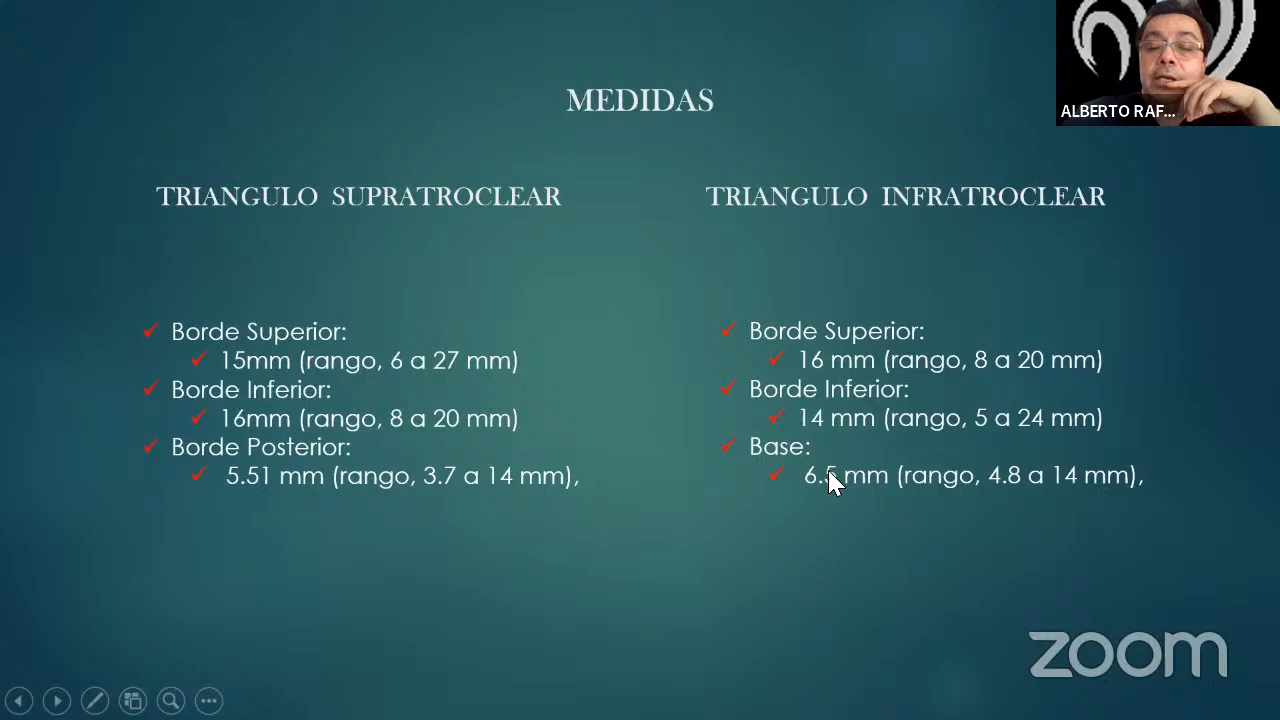 MEDIDAS
ALBERTO RAF...
TRIANGULO SUPRATROCLEAR
Borde Superior:
15mm (rango, 6 a 27 mm)
Borde Inferior:
16mm (rango, 8 a 20 mm)
Borde Posterior:
5.51 mm (rango, 3.7 a 14 mm),
TRIANGULO INFRATROCLEAR
Borde Superior:
16 mm (rango, 8 a 20 mm)
Borde Inferior:
14 mm (rango, 5 a 24 mm)
Base:
6.5 mm (rango, 4.8 a 14 mm),
zoom